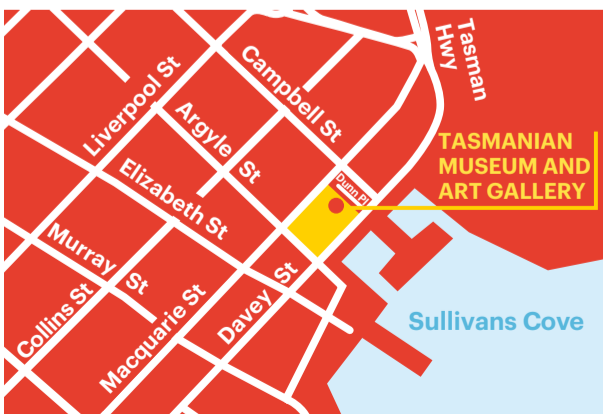 Tasman
Hwy
Campbell St
Liverpool St
Argyle St
TASMANIAN
MUSEUM AND
ART GALLERY
Dunn Pl
Elizabeth St
Murray St
Collins St
Macquarie St
Davey St
Sullivans Cove